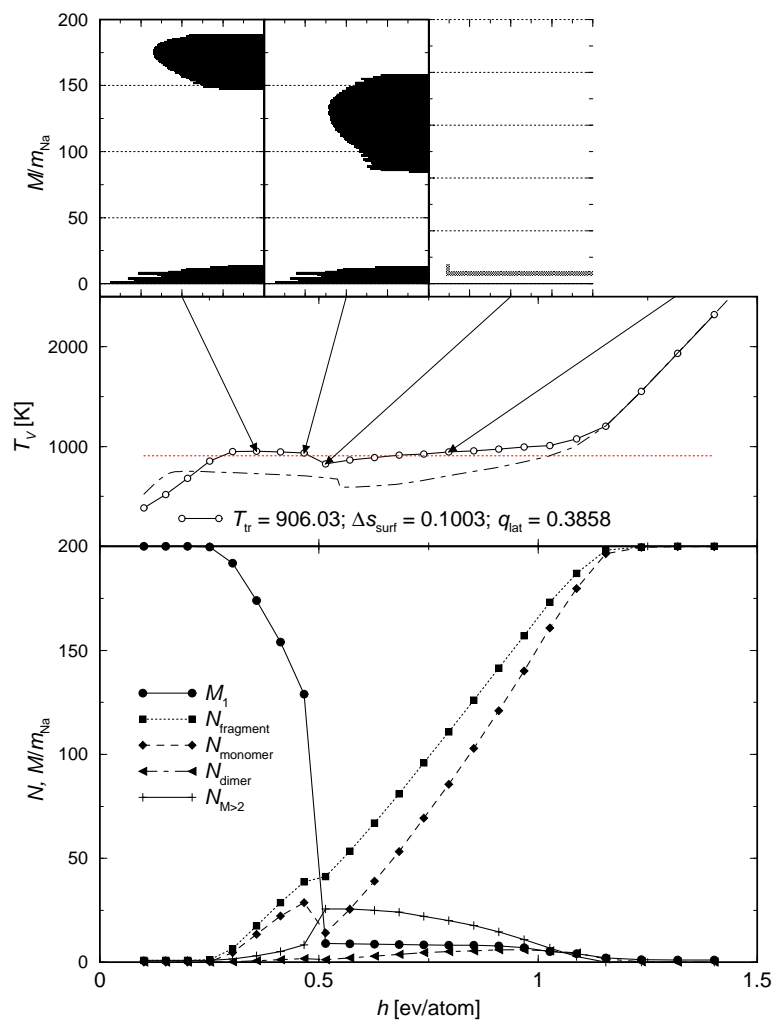 200
150
100
50
0
M/m_Na
2000
1000
0
T_V [K]
T_tr = 906.03; Δs_surf = 0.1003; q_lat = 0.3858
200
150
100
50
0
N, M/m_Na
M_1
N_fragment
N_monomer
N_dimer
N_M>2
0 0.5 1 1.5
h [ev/atom]